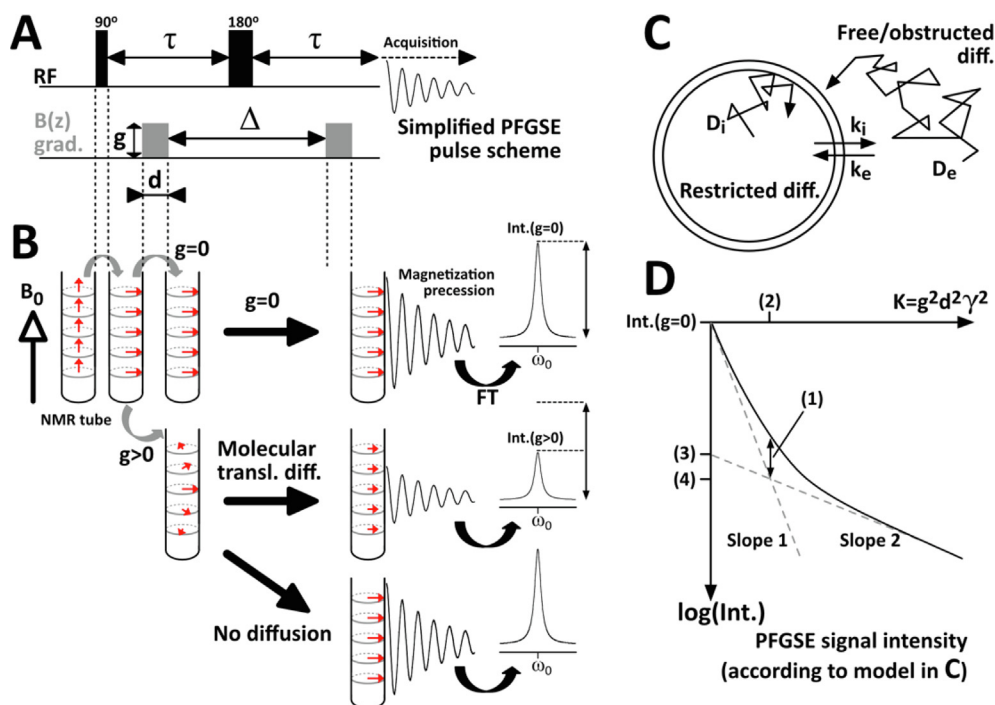 A
90°
180°
τ
τ
Acquisition
RF
B(z)
grad.
g
Δ
d
Simplified PFGSE
pulse scheme
B
g=0
B₀
g=0
Magnetization
precession
Int.(g=0)
ω₀
FT
NMR tube
g>0
Molecular
transl. diff.
Int.(g>0)
ω₀
No diffusion
ω₀
C
Free/obstructed
diff.
Dᵢ
kᵢ
kₑ
Dₑ
Restricted diff.
D
(2)
K=g²d²γ²
Int.(g=0)
(1)
(3)
(4)
Slope 1
Slope 2
log(Int.)
PFGSE signal intensity
(according to model in C)